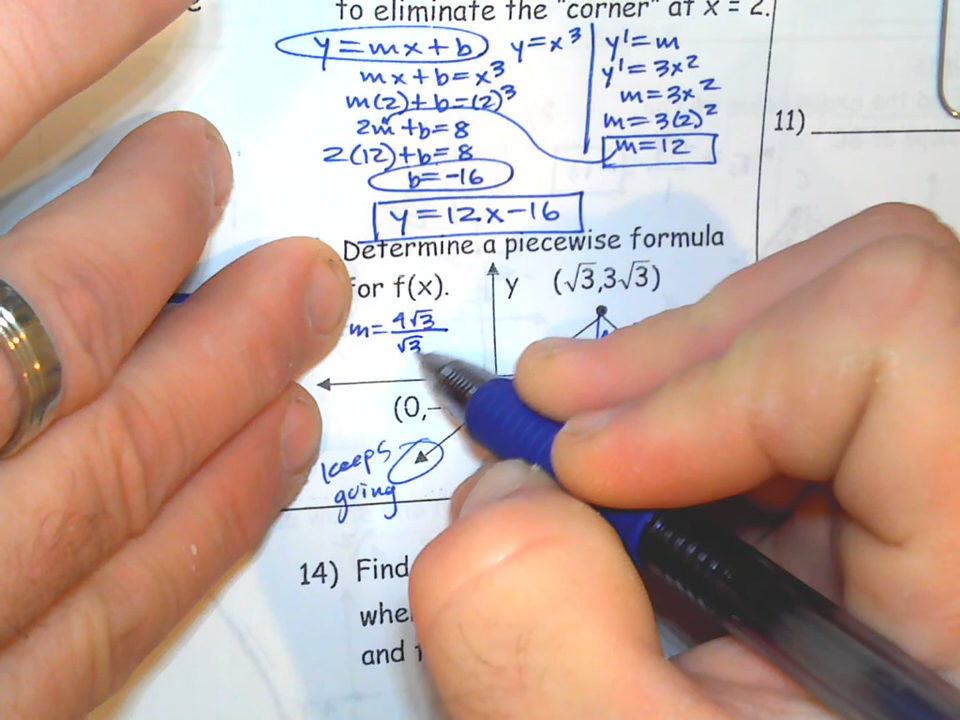 to eliminate the "corner" at x = 2.
y=mx+b y=x³ y'=m
mx+b=x³ y'=3x²
m(2)+b=(2)³ m=3x²
2m+b=8 m=3(2)²
2(12)+b=8 m=12
b=-16
y=12x-16
11)
Determine a piecewise formula
for f(x). y (√3,3√3)
m=4√3/√3
(0,-
keeps
going
14) Find
and